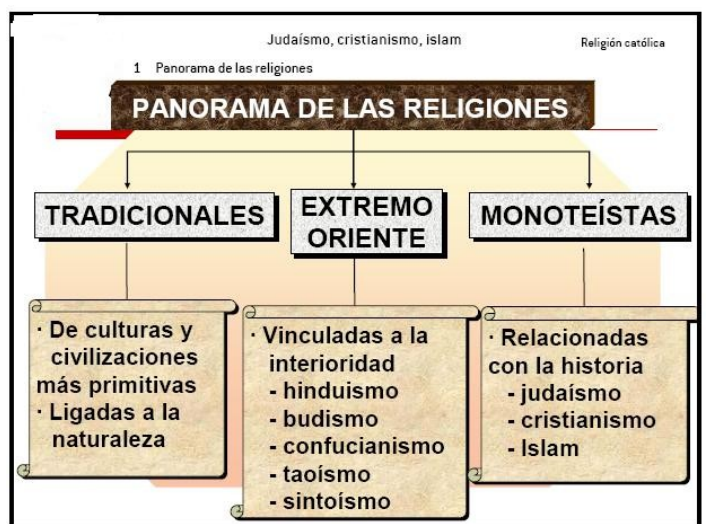 Judaísmo, cristianismo, islam
Religión católica
1 Panorama de las religiones
PANORAMA DE LAS RELIGIONES
TRADICIONALES
EXTREMO
ORIENTE
MONOTEÍSTAS
· De culturas y
civilizaciones
más primitivas
· Ligadas a la
naturaleza
· Vinculadas a la
interioridad
- hinduismo
- budismo
- confucianismo
- taoísmo
- sintoísmo
· Relacionadas
con la historia
- judaísmo
- cristianismo
- Islam